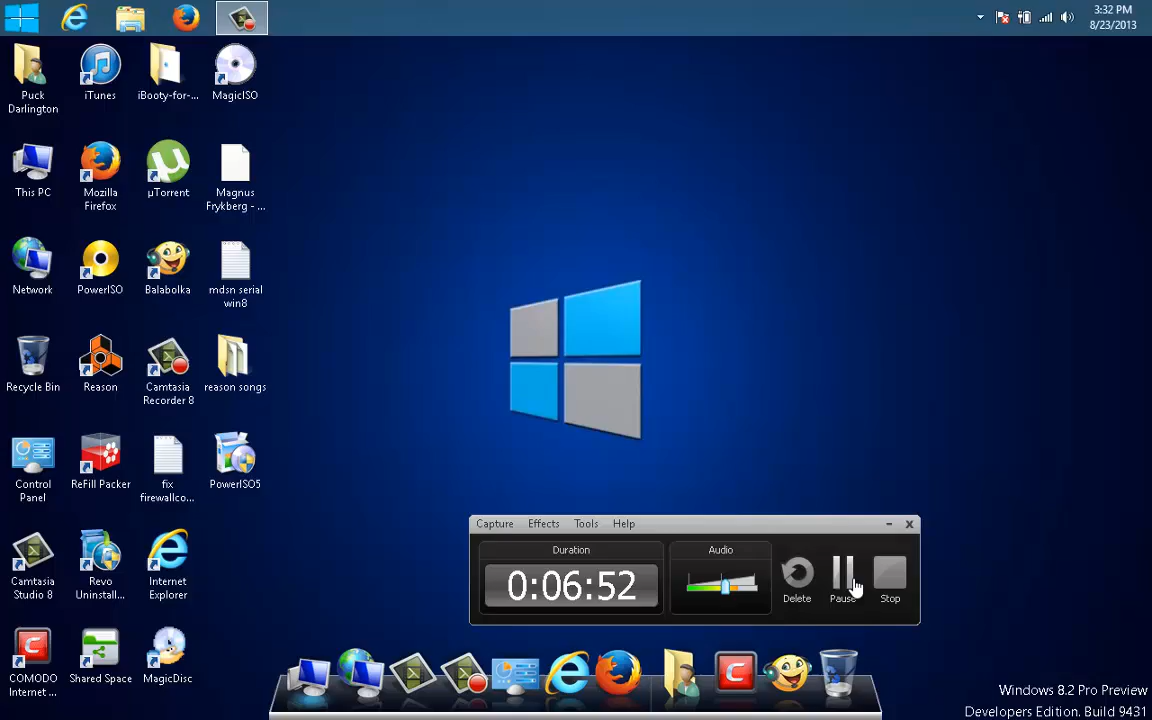 3:32 PM
8/23/2013
Puck
Darlington
iTunes
iBooty-for-...
MagicISO
This PC
Mozilla
Firefox
µTorrent
Magnus
Frykberg - ...
Network
PowerISO
Balabolka
mdsn serial
win8
Recycle Bin
Reason
Camtasia
Recorder 8
reason songs
Control
Panel
ReFill Packer
fix
firewallco...
PowerISO5
Camtasia
Studio 8
Revo
Uninstall...
Internet
Explorer
COMODO
Internet ...
Shared Space
MagicDisc
Capture Effects Tools Help
Duration
0:06:52
Audio
Delete
Pause
Stop
Windows 8.2 Pro Preview
Developers Edition. Build 9431